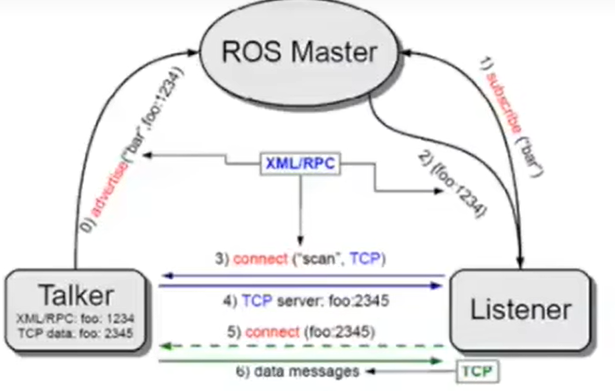 ROS Master
0) advertise("bar",foo:1234)
1) subscribe ("bar")
XML/RPC
2) {foo:1234}
3) connect ("scan", TCP)
4) TCP server: foo:2345
Talker
XML/RPC: foo: 1234
TCP data: foo: 2345
Listener
5) connect (foo:2345)
6) data messages
TCP